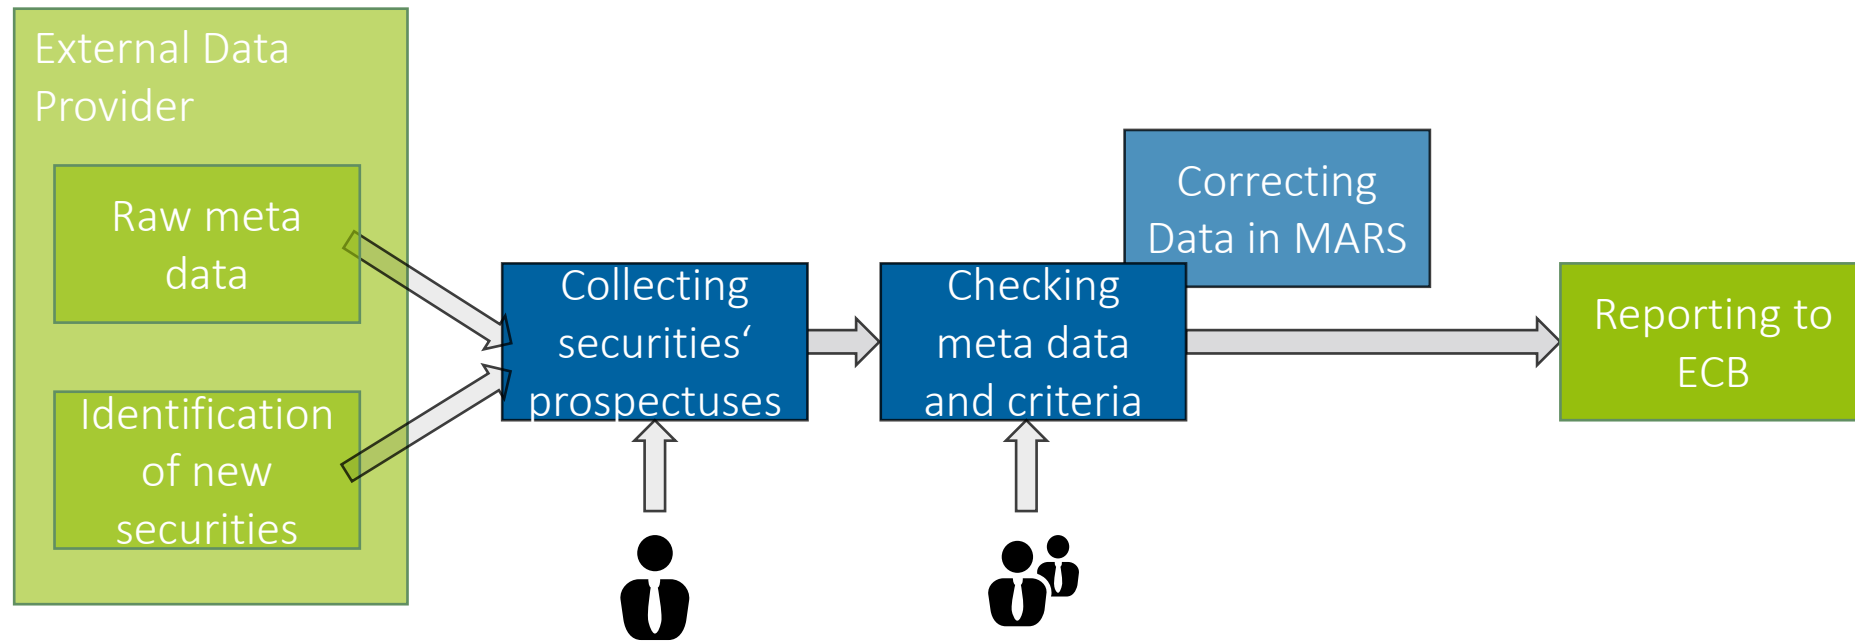 External Data
Provider
Raw meta
data
Identification
of new
securities
Collecting
securities‘
prospectuses
Checking
meta data
and criteria
Correcting
Data in MARS
Reporting to
ECB